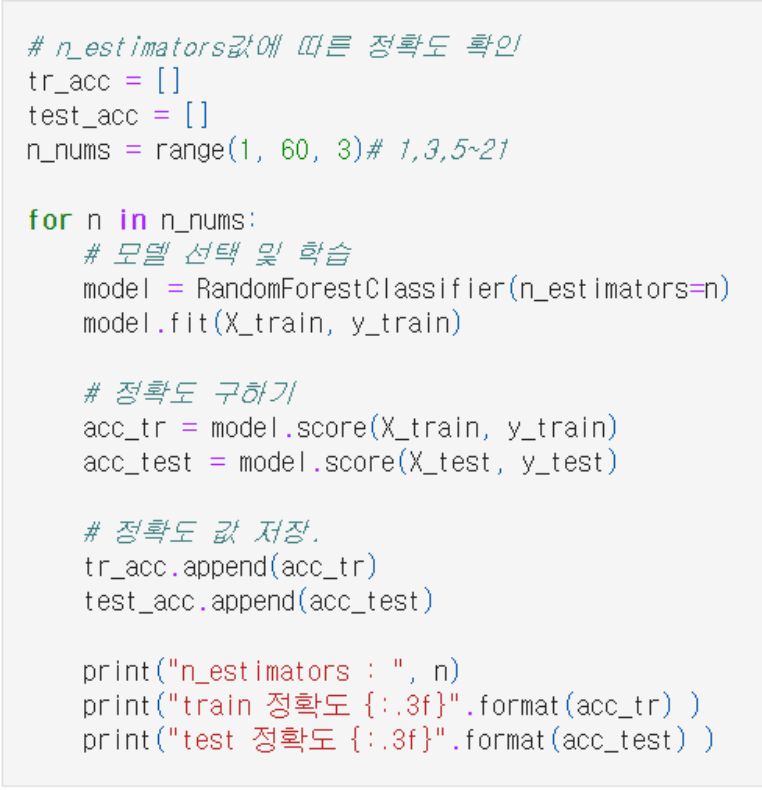 # n_estimators값에 따른 정확도 확인
tr_acc = []
test_acc = []
n_nums = range(1, 60, 3)# 1,3,5~21
for n in n_nums:
    # 모델 선택 및 학습
    model = RandomForestClassifier(n_estimators=n)
    model.fit(X_train, y_train)
    # 정확도 구하기
    acc_tr = model.score(X_train, y_train)
    acc_test = model.score(X_test, y_test)
    # 정확도 값 저장.
    tr_acc.append(acc_tr)
    test_acc.append(acc_test)
    print("n_estimators : ", n)
    print("train 정확도 {:.3f}".format(acc_tr) )
    print("test 정확도 {:.3f}".format(acc_test) )